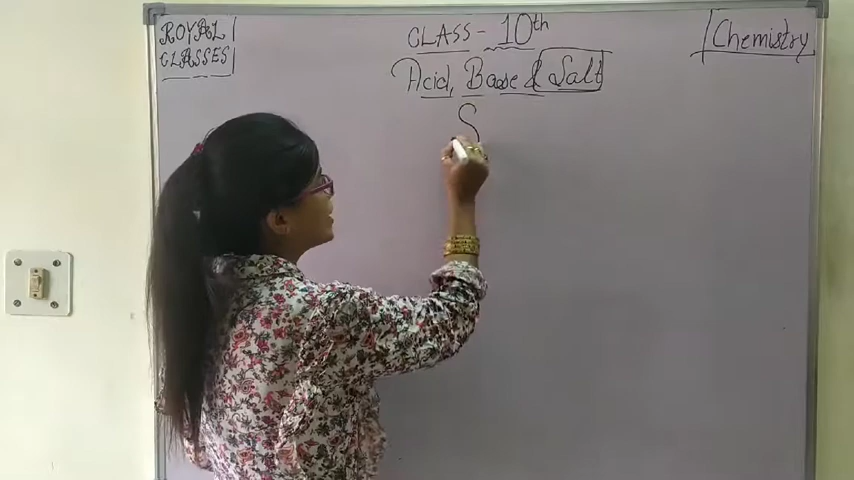 ROYAL
CLASSES
CLASS - 10th
Chemistry
Acid, Base & Salt
S